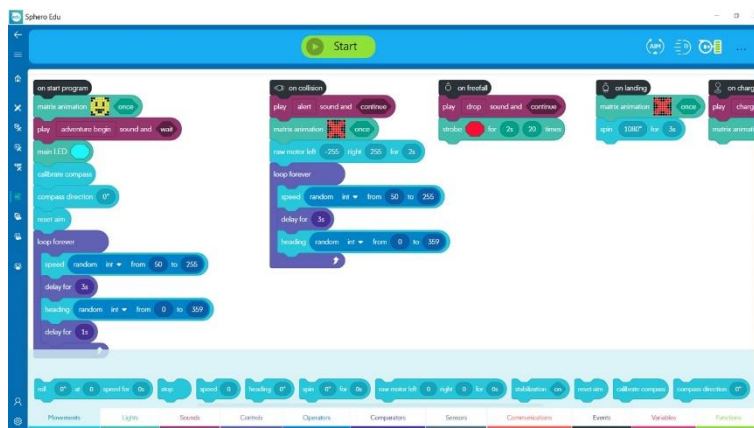 Sphero Edu
Start
AIM
on start program
matrix animation once
play adventure begin sound and wait
main LED
calibrate compass
compass direction 0°
reset aim
loop forever
speed random int from 50 to 255
delay for 3s
heading random int from 0 to 359
delay for 1s
on collision
play alert sound and continue
matrix animation once
raw motor left -255 right 255 for 2s
loop forever
speed random int from 50 to 255
delay for 3s
heading random int from 0 to 359
on freefall
play drop sound and continue
strobe for 2s 20 times
on landing
matrix animation once
spin 1080° for 3s
on charg
play charg
matrix animat
roll 0° at 0 speed for 0s
stop
speed 0
heading 0°
spin 0° for 0s
raw motor left 0 right 0 for 0s
stabilization on
reset aim
calibrate compass
compass direction 0°
Movements Lights Sounds Controls Operators Comparators Sensors Communications Events Variables Functions